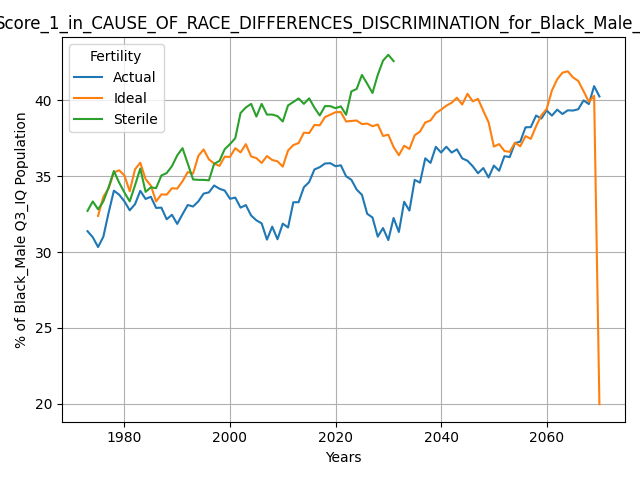 Score_1_in_CAUSE_OF_RACE_DIFFERENCES_DISCRIMINATION_for_Black_Male_
Fertility
Actual
Ideal
Sterile
% of Black_Male Q3_IQ Population
40
35
30
25
20
1980
2000
2020
2040
2060
Years